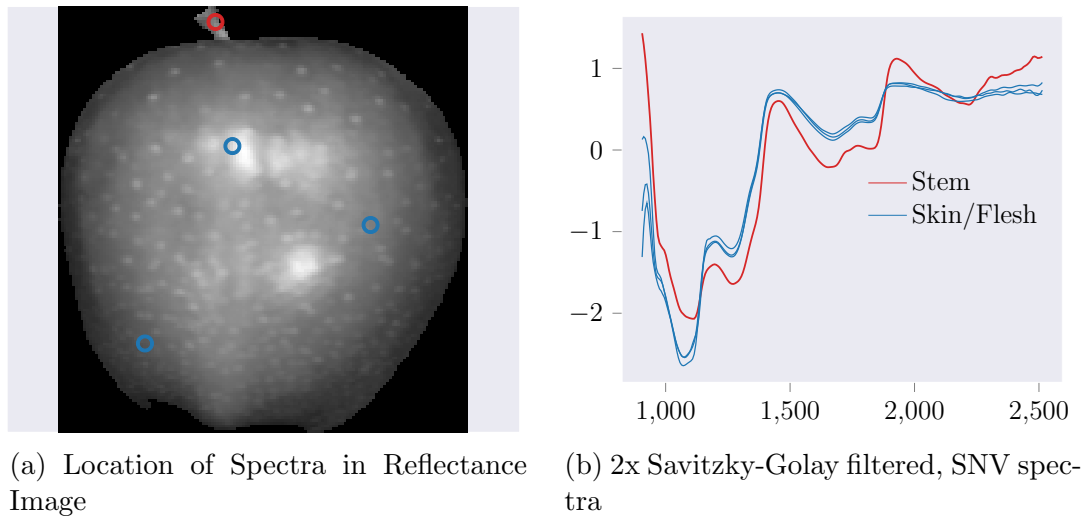 1
0
−1
−2
Stem
Skin/Flesh
1,000 1,500 2,000 2,500
(a) Location of Spectra in Reflectance
Image
(b) 2x Savitzky-Golay filtered, SNV spec-
tra